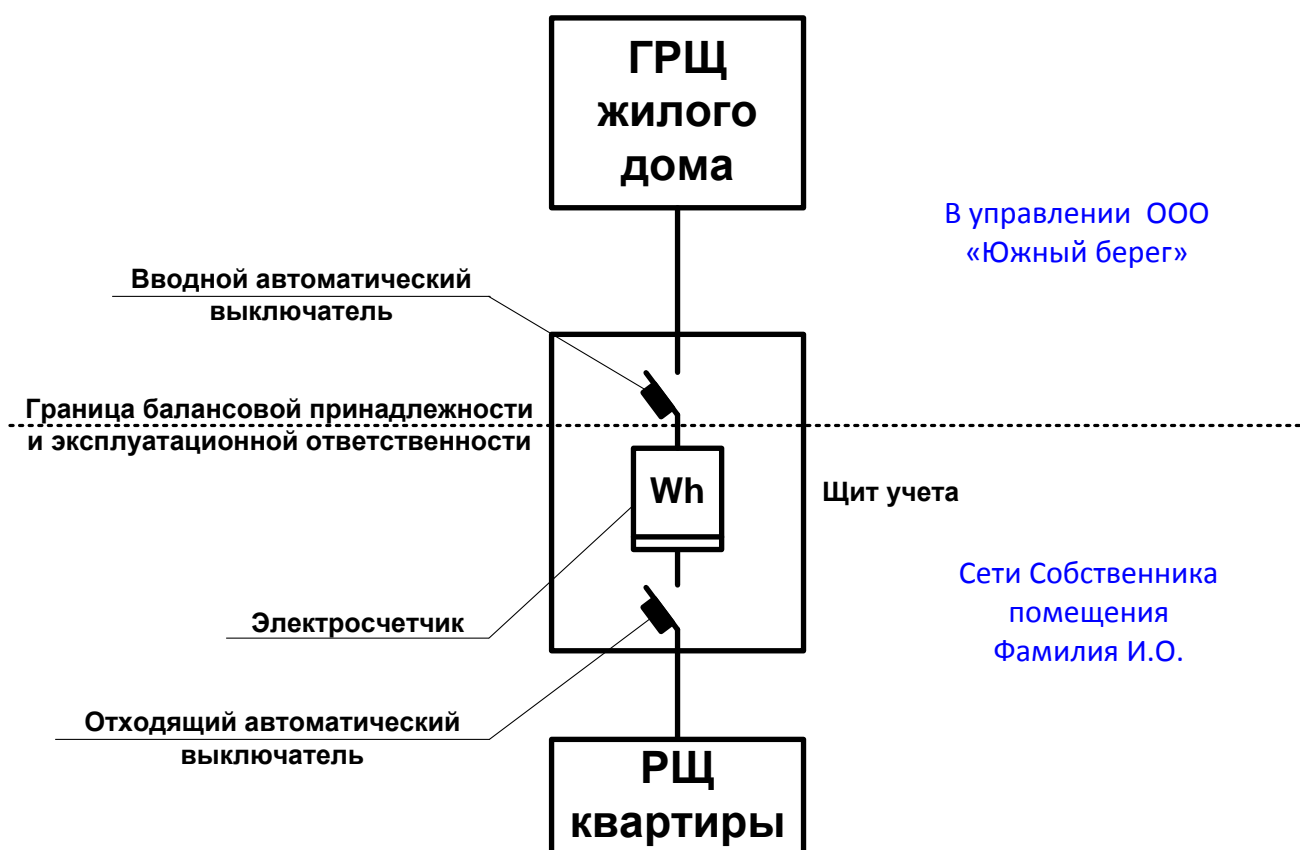 ГРЩ
жилого
дома
В управлении ООО
«Южный берег»
Вводной автоматический
выключатель
Граница балансовой принадлежности
и эксплуатационной ответственности
Wh
Щит учета
Сети Собственника
помещения
Фамилия И.О.
Электросчетчик
Отходящий автоматический
выключатель
РЩ
квартиры